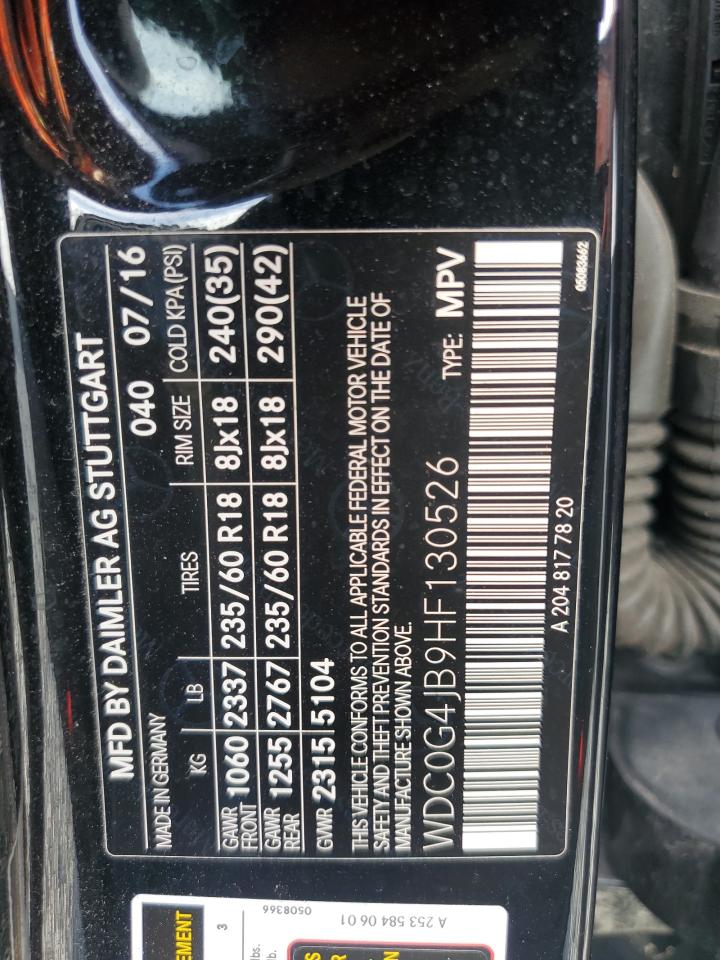 MFD BY DAIMLER AG STUTTGART
MADE IN GERMANY 040 07/16
KG LB TIRES RIM SIZE COLD KPA(PSI)
GAWR FRONT 1060 2337 235/60 R18 8Jx18 240(35)
GAWR REAR 1255 2767 235/60 R18 8Jx18 290(42)
GVWR 2315 5104
THIS VEHICLE CONFORMS TO ALL APPLICABLE FEDERAL MOTOR VEHICLE
SAFETY AND THEFT PREVENTION STANDARDS IN EFFECT ON THE DATE OF
MANUFACTURE SHOWN ABOVE.
WDC0G4JB9HF130526 TYPE: MPV
A 204 817 78 20
05083662
EMENT
3
lbs.
lb.
0508366
A 253 584 06 01